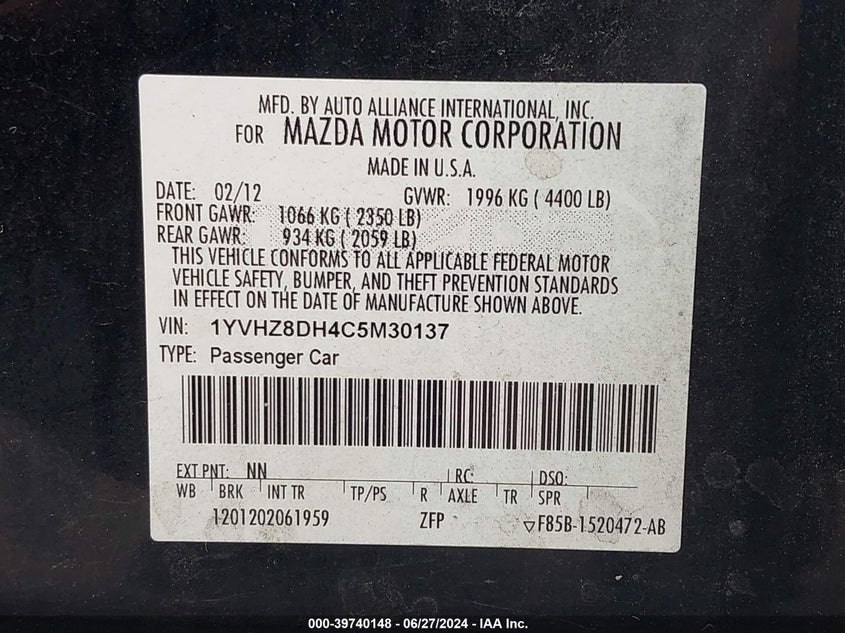 MFD. BY AUTO ALLIANCE INTERNATIONAL, INC.
FOR MAZDA MOTOR CORPORATION
MADE IN U.S.A.
DATE: 02/12 GVWR: 1996 KG ( 4400 LB)
FRONT GAWR: 1066 KG ( 2350 LB)
REAR GAWR: 934 KG ( 2059 LB)
THIS VEHICLE CONFORMS TO ALL APPLICABLE FEDERAL MOTOR
VEHICLE SAFETY, BUMPER, AND THEFT PREVENTION STANDARDS
IN EFFECT ON THE DATE OF MANUFACTURE SHOWN ABOVE.
VIN: 1YVHZ8DH4C5M30137
TYPE: Passenger Car
EXT PNT: NN RC: DSO:
WB BRK INT TR TP/PS R AXLE TR SPR
1201202061959 ZFP ▽F85B-1520472-AB
000-39740148 - 06/27/2024 - IAA Inc.